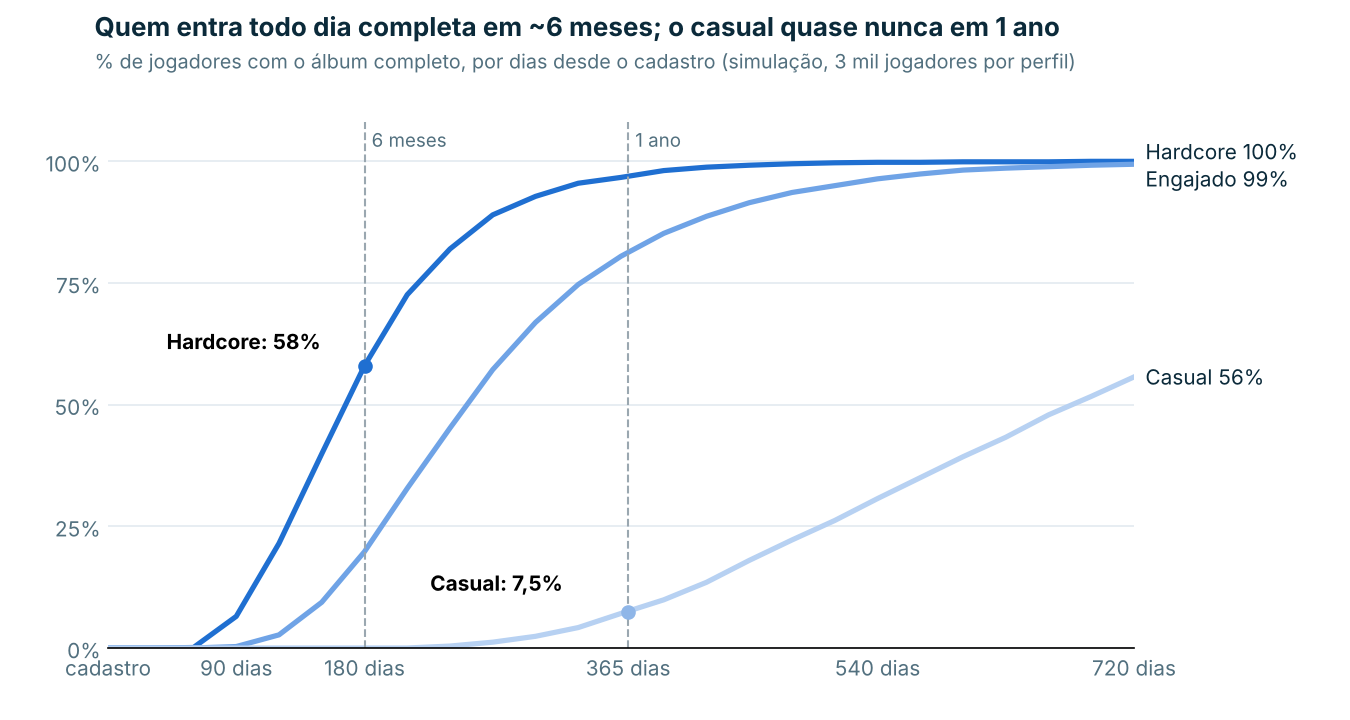 Quem entra todo dia completa em ~6 meses; o casual quase nunca em 1 ano
% de jogadores com o álbum completo, por dias desde o cadastro (simulação, 3 mil jogadores por perfil)
6 meses
1 ano
100%
Hardcore 100%
Engajado 99%
75%
Hardcore: 58%
Casual 56%
50%
25%
Casual: 7,5%
0%
cadastro
90 dias
180 dias
365 dias
540 dias
720 dias